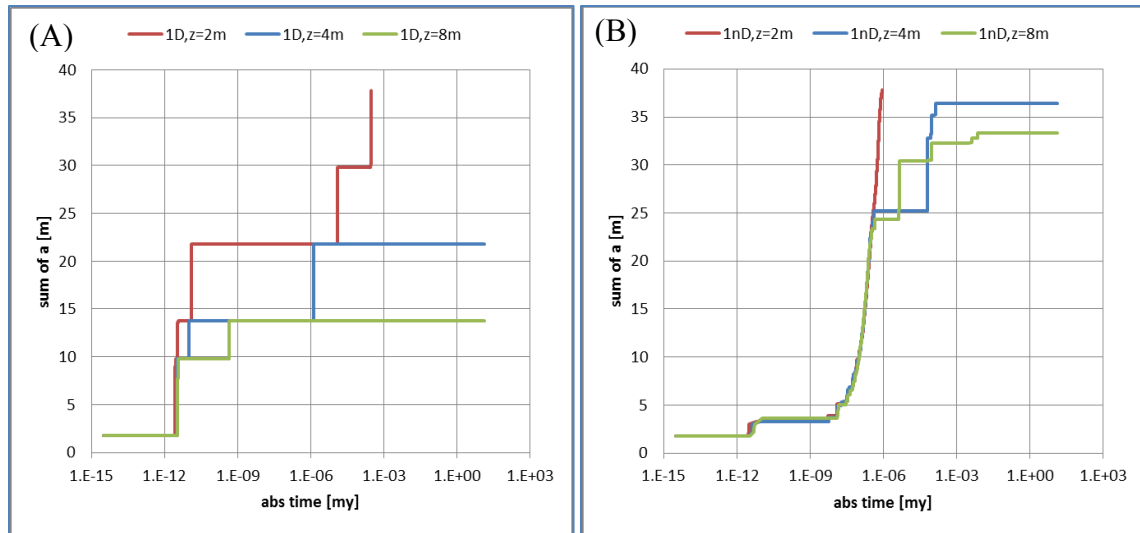 (A)
1D,z=2m 1D,z=4m 1D,z=8m
40
35
30
25
20
15
10
5
0
sum of a [m]
1.E-15 1.E-12 1.E-09 1.E-06 1.E-03 1.E+00 1.E+03
abs time [my]
(B)
1nD,z=2m 1nD,z=4m 1nD,z=8m
40
35
30
25
20
15
10
5
0
sum of a [m]
1.E-15 1.E-12 1.E-09 1.E-06 1.E-03 1.E+00 1.E+03
abs time [my]